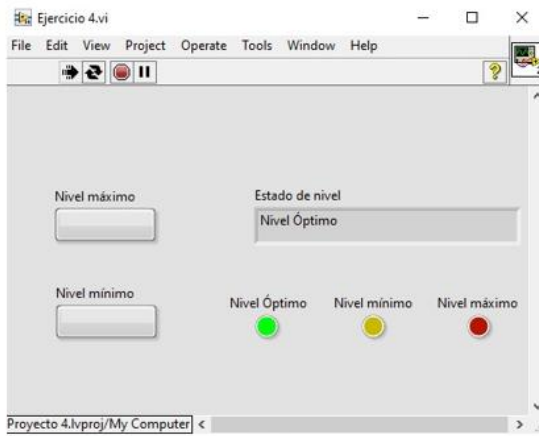 Ejercicio 4.vi
File Edit View Project Operate Tools Window Help
Nivel máximo
Estado de nivel
Nivel Óptimo
Nivel mínimo
Nivel Óptimo Nivel mínimo Nivel máximo
Proyecto 4.lvproj/My Computer